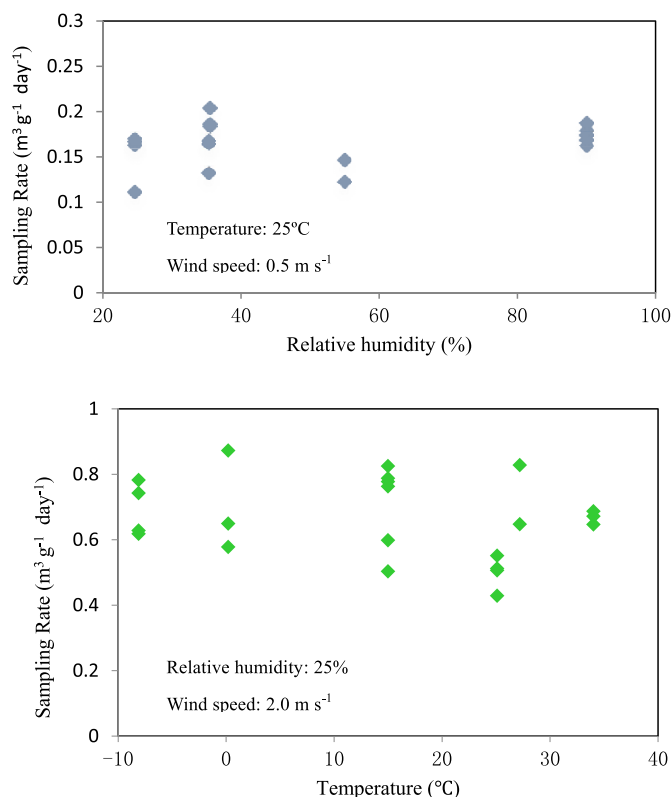 0.3
0.25
0.2
0.15
0.1
0.05
0
Sampling Rate (m³ g⁻¹ day⁻¹)
Temperature: 25ºC
Wind speed: 0.5 m s⁻¹
20 40 60 80 100
Relative humidity (%)
1
0.8
0.6
0.4
0.2
0
Sampling Rate (m³ g⁻¹ day⁻¹)
Relative humidity: 25%
Wind speed: 2.0 m s⁻¹
-10 0 10 20 30 40
Temperature (℃)